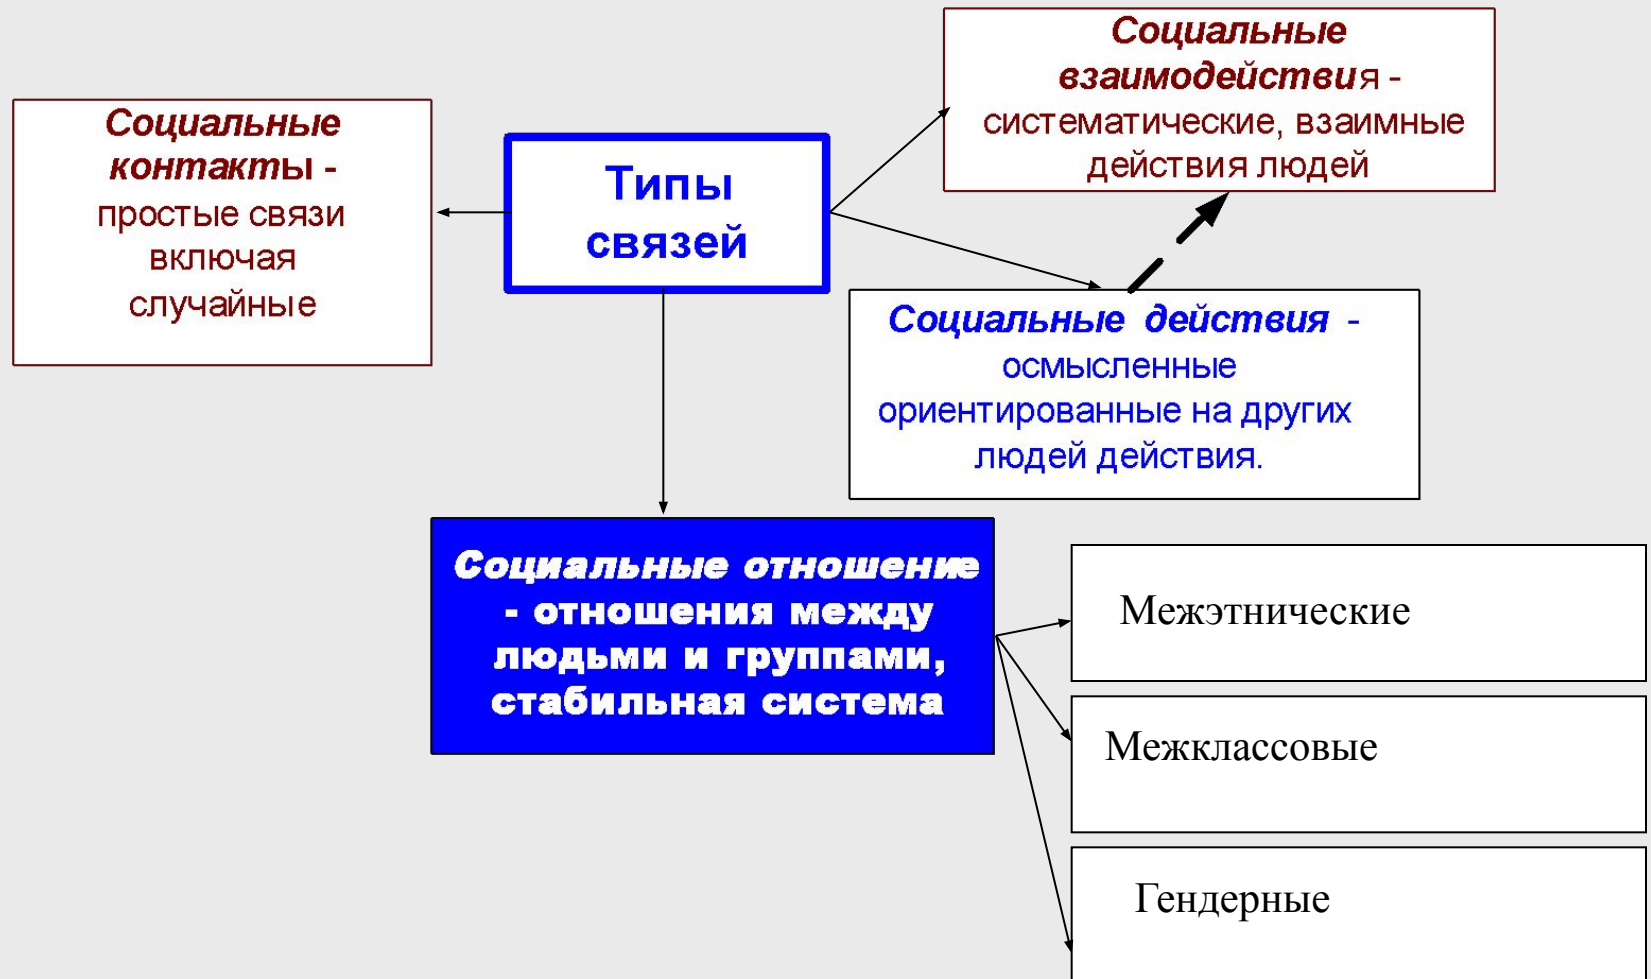 Социальные
контакты -
простые связи
включая
случайные
Типы
связей
Социальные
взаимодействия -
систематические, взаимные
действия людей
Социальные действия -
осмысленные
ориентированные на других
людей действия.
Социальные отношение
- отношения между
людьми и группами,
стабильная система
Межэтнические
Межклассовые
Гендерные